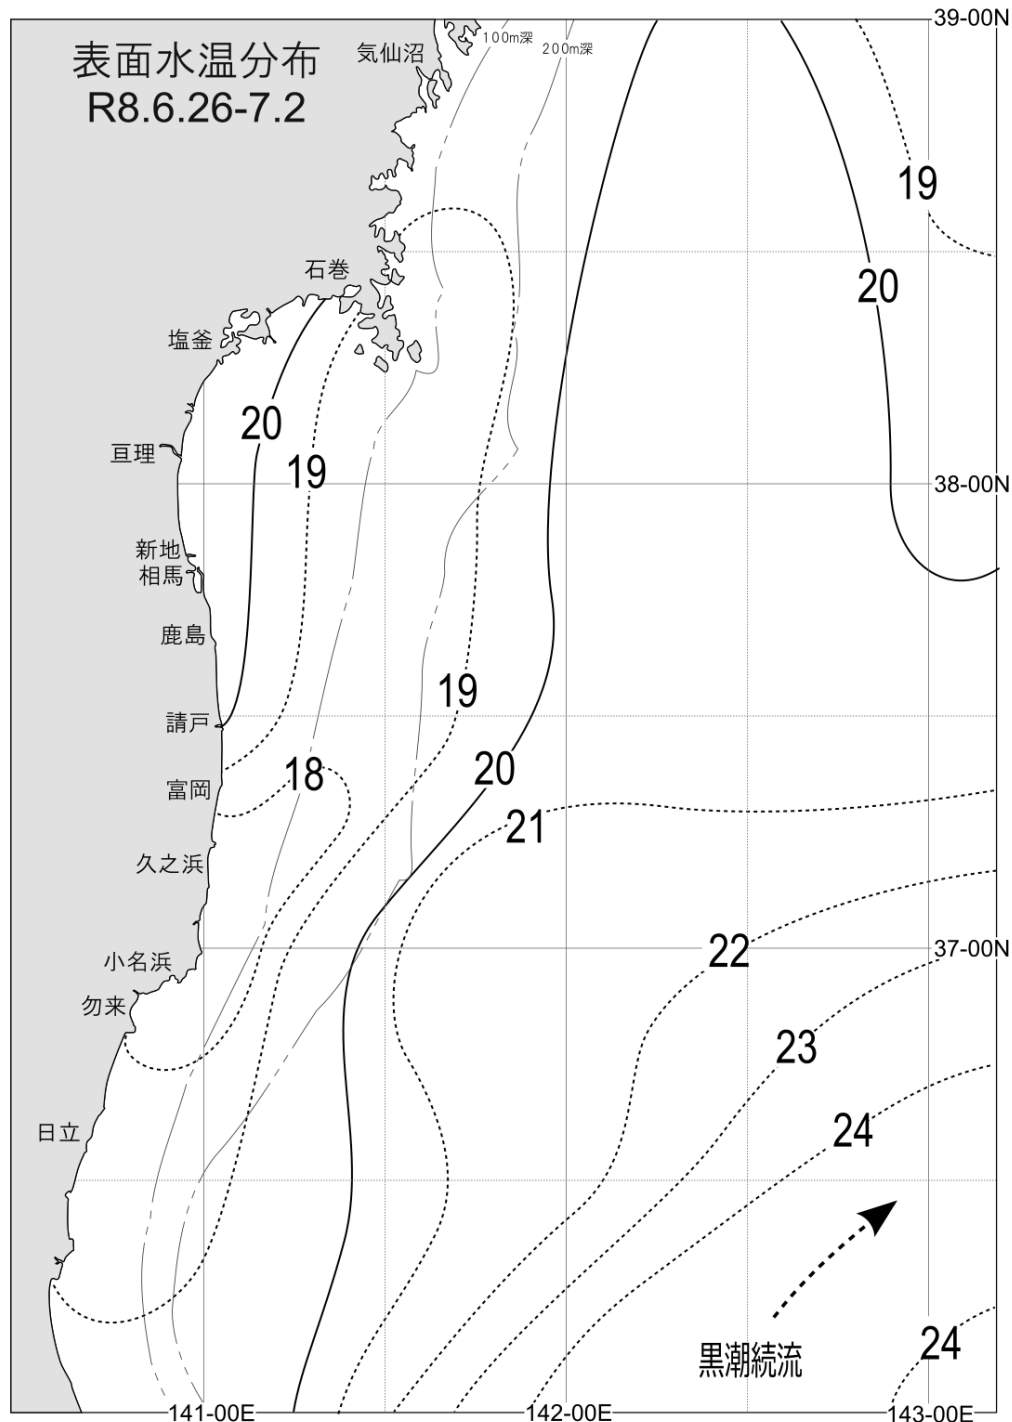 表面水温分布
R8.6.26-7.2
気仙沼
100m深
200m深
39-00N
19
石巻
20
塩釜
20
亘理
19
38-00N
新地
相馬
鹿島
19
請戸
20
18
富岡
21
久之浜
22
37-00N
小名浜
勿来
23
24
日立
黒潮続流
24
141-00E
142-00E
143-00E